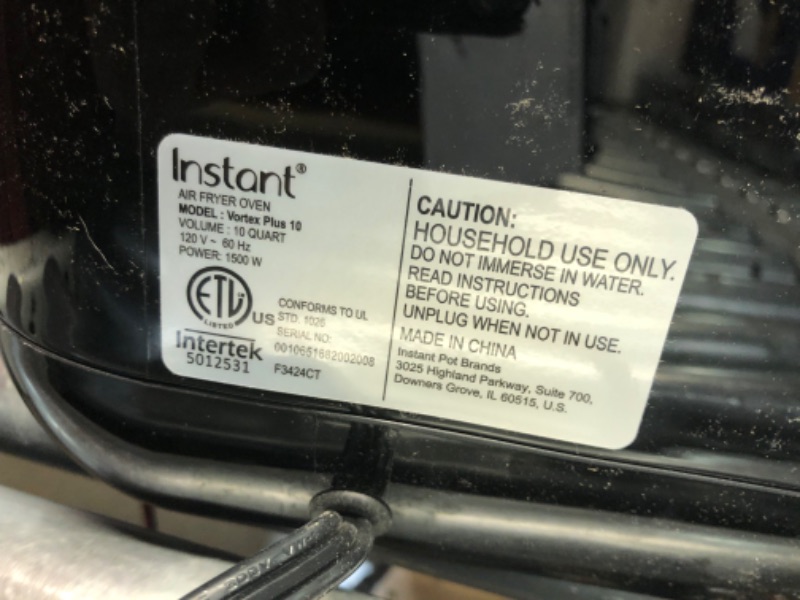 Instant®
AIR FRYER OVEN
MODEL : Vortex Plus 10
VOLUME : 10 QUART
120 V ~ 60 Hz
POWER: 1500 W
ETL
LISTED
US
Intertek
5012531
CONFORMS TO UL
STD. 1026
SERIAL NO:
0010651682002008
F3424CT
CAUTION:
HOUSEHOLD USE ONLY.
DO NOT IMMERSE IN WATER.
READ INSTRUCTIONS
BEFORE USING.
UNPLUG WHEN NOT IN USE.
MADE IN CHINA
Instant Pot Brands
3025 Highland Parkway, Suite 700,
Downers Grove, IL 60515, U.S.